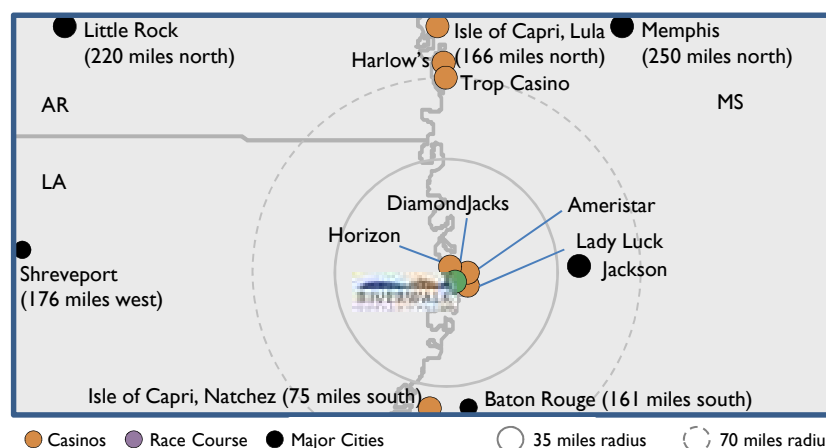 Little Rock
(220 miles north)
Isle of Capri, Lula
(166 miles north)
Memphis
(250 miles north)
Harlow's
Trop Casino
AR
MS
LA
DiamondJacks
Ameristar
Horizon
Lady Luck
Jackson
Shreveport
(176 miles west)
RIVERWALK
Isle of Capri, Natchez (75 miles south)
Baton Rouge (161 miles south)
Casinos Race Course Major Cities 35 miles radius 70 miles radiu